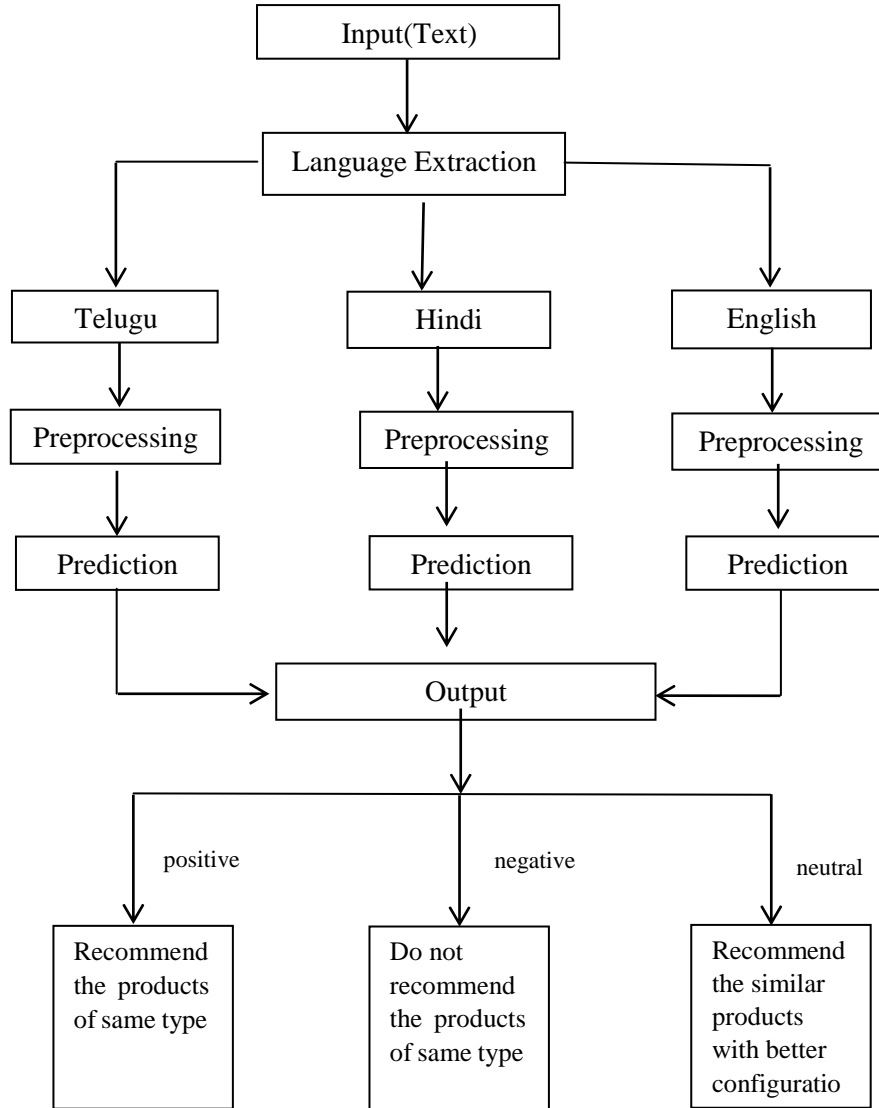 Input(Text)
Language Extraction
Telugu
Hindi
English
Preprocessing
Preprocessing
Preprocessing
Prediction
Prediction
Prediction
Output
positive
negative
neutral
Recommend
the products
of same type
Do not
recommend
the products
of same type
Recommend
the similar
products
with better
configuratio